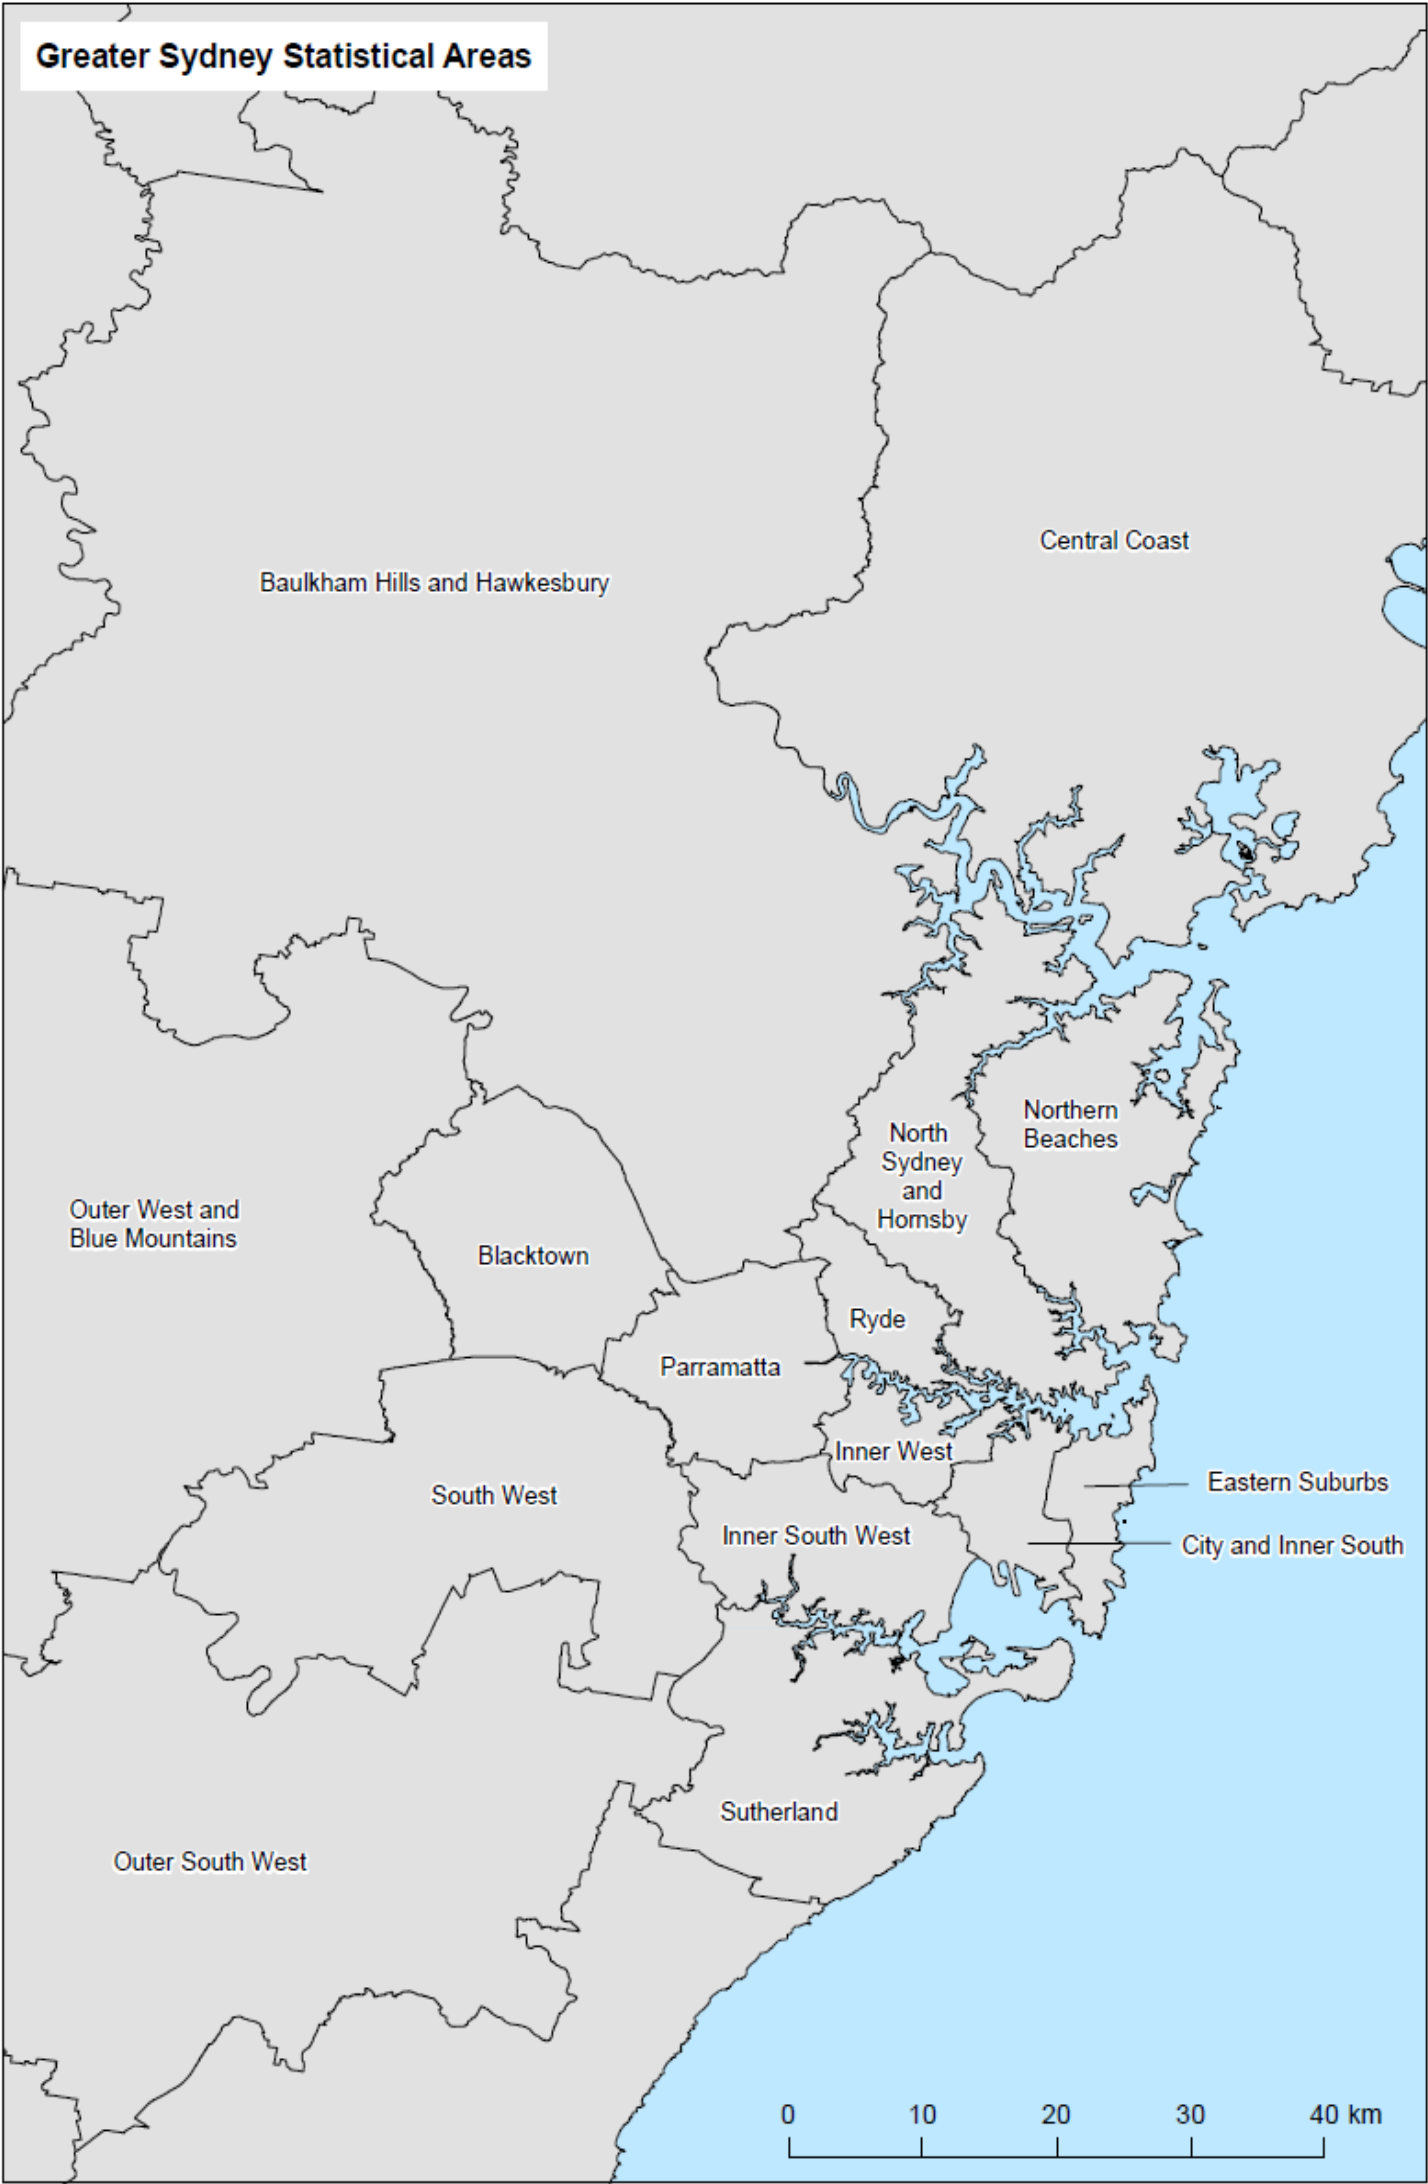 Greater Sydney Statistical Areas
Central Coast
Baulkham Hills and Hawkesbury
Northern
Beaches
North
Sydney
and
Hornsby
Outer West and
Blue Mountains
Blacktown
Ryde
Parramatta
Inner West
Eastern Suburbs
South West
Inner South West
City and Inner South
Sutherland
Outer South West
0 10 20 30 40 km